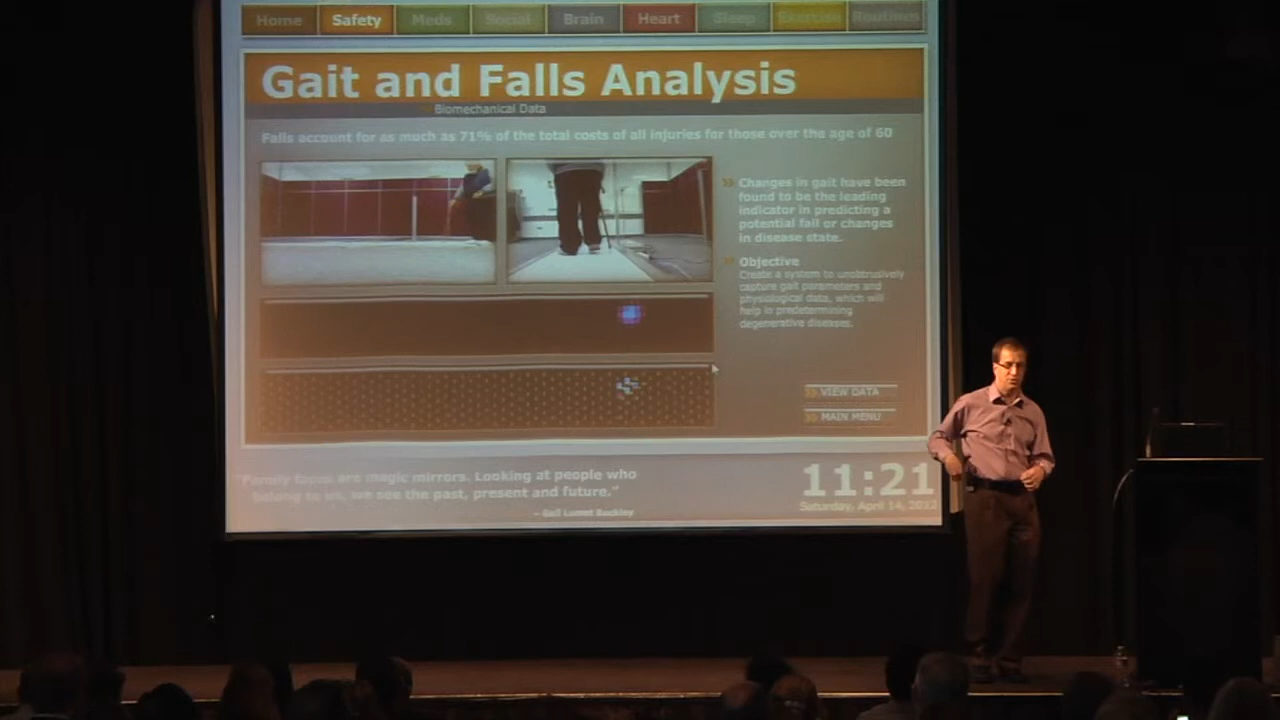 Home Safety Meds Social Brain Heart Sleep Exercise Routines
Gait and Falls Analysis
Biomechanical Data
Falls account for as much as 71% of the total costs of all injuries for those over the age of 60
Changes in gait have been
found to be the leading
indicator in predicting a
potential fall or changes
in disease state.
Objective
Create a system to unobtrusively
capture gait parameters and
physiological data, which will
help in predetermining
degenerative diseases.
VIEW DATA
MAIN MENU
"Family faces are magic mirrors. Looking at people who
belong to us, we see the past, present and future."
~ Gail Lumet Buckley
11:21
Saturday, April 14, 2012